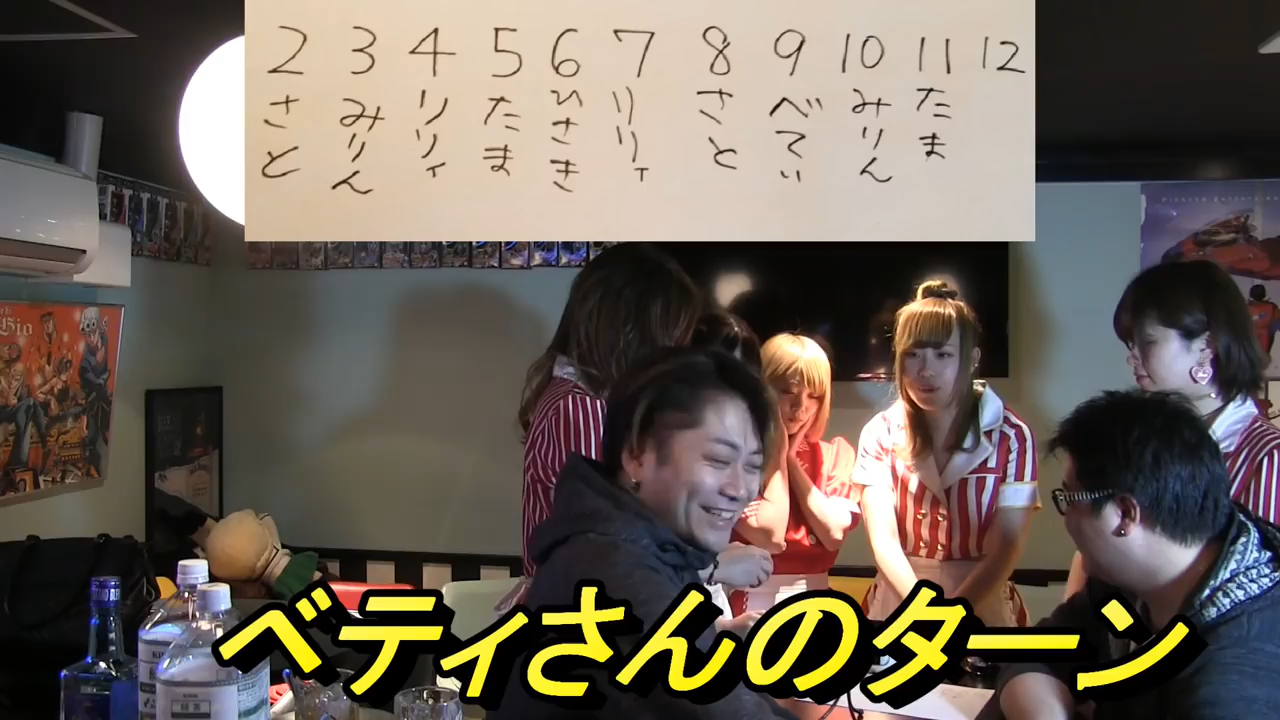 2 3 4 5 6 7 8 9 10 11 12
さと みりん リリィ たま ひさき リリィ さと べてぃ みりん たま
ベティさんのターン
緑茶